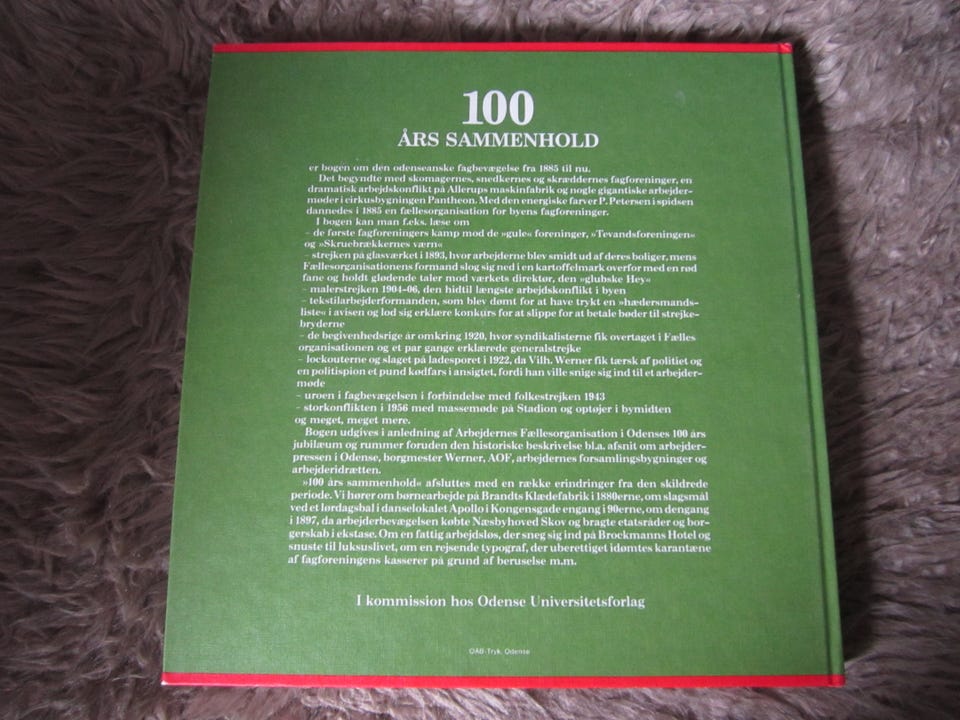 100
ÅRS SAMMENHOLD
er bogen om den odenseanske fagbevægelse fra 1885 til nu.
Det begyndte med skomagernes, snedkernes og skræddernes fagforeninger, en
dramatisk arbejdskonflikt på Allerups maskinfabrik og nogle gigantiske arbejder-
møder i cirkusbygningen Pantheon. Med den energiske farver P. Petersen i spidsen
dannedes i 1885 en fællesorganisation for byens fagforeninger.
I bogen kan man f.eks. læse om
– de første fagforeningers kamp mod de »gule« foreninger, »Tevandsforeningen«
og »Skruebrækkernes værn«
– strejken på glasværket i 1893, hvor arbejderne blev smidt ud af deres boliger, mens
Fællesorganisationens formand slog sig ned i en kartoffelmark overfor med en rød
fane og holdt glødende taler mod værkets direktør, den »glubske Hey«
– malerstrejken 1904-06, den hidtil længste arbejdskonflikt i byen
– tekstilarbejderformanden, som blev dømt for at have trykt en »hædersmands-
liste« i avisen og lod sig erklære konkurs for at slippe for at betale bøder til strejke-
bryderne
– de begivenhedsrige år omkring 1920, hvor syndikalisterne fik overtaget i Fælles
organisationen og et par gange erklærede generalstrejke
– lockouterne og slaget på ladesporet i 1922, da Vilh. Werner fik tærsk af politiet og
en politispion et pund kødfars i ansigtet, fordi han ville snige sig ind til et arbejder-
møde
– uroen i fagbevægelsen i forbindelse med folkestrejken 1943
– storkonflikten i 1956 med massemøde på Stadion og optøjer i bymidten
og meget, meget mere.
Bogen udgives i anledning af Arbejdernes Fællesorganisation i Odenses 100 års
jubilæum og rummer foruden den historiske beskrivelse bl.a. afsnit om arbejder-
pressen i Odense, borgmester Werner, AOF, arbejdernes forsamlingsbygninger og
arbejderidrætten.
»100 års sammenhold« afsluttes med en række erindringer fra den skildrede
periode. Vi hører om børnearbejde på Brandts Klædefabrik i 1880erne, om slagsmål
ved et lørdagsbal i danselokalet Apollo i Kongensgade engang i 90erne, om dengang
i 1897, da arbejderbevægelsen købte Næsbyhoved Skov og bragte etatsråder og bor-
gerskab i ekstase. Om en fattig arbejdsløs, der sneg sig ind på Brockmanns Hotel og
snuste til luksuslivet, om en rejsende typograf, der uberettiget idømtes karantæne
af fagforeningens kasserer på grund af beruselse m.m.
I kommission hos Odense Universitetsforlag
OAB-Tryk, Odense